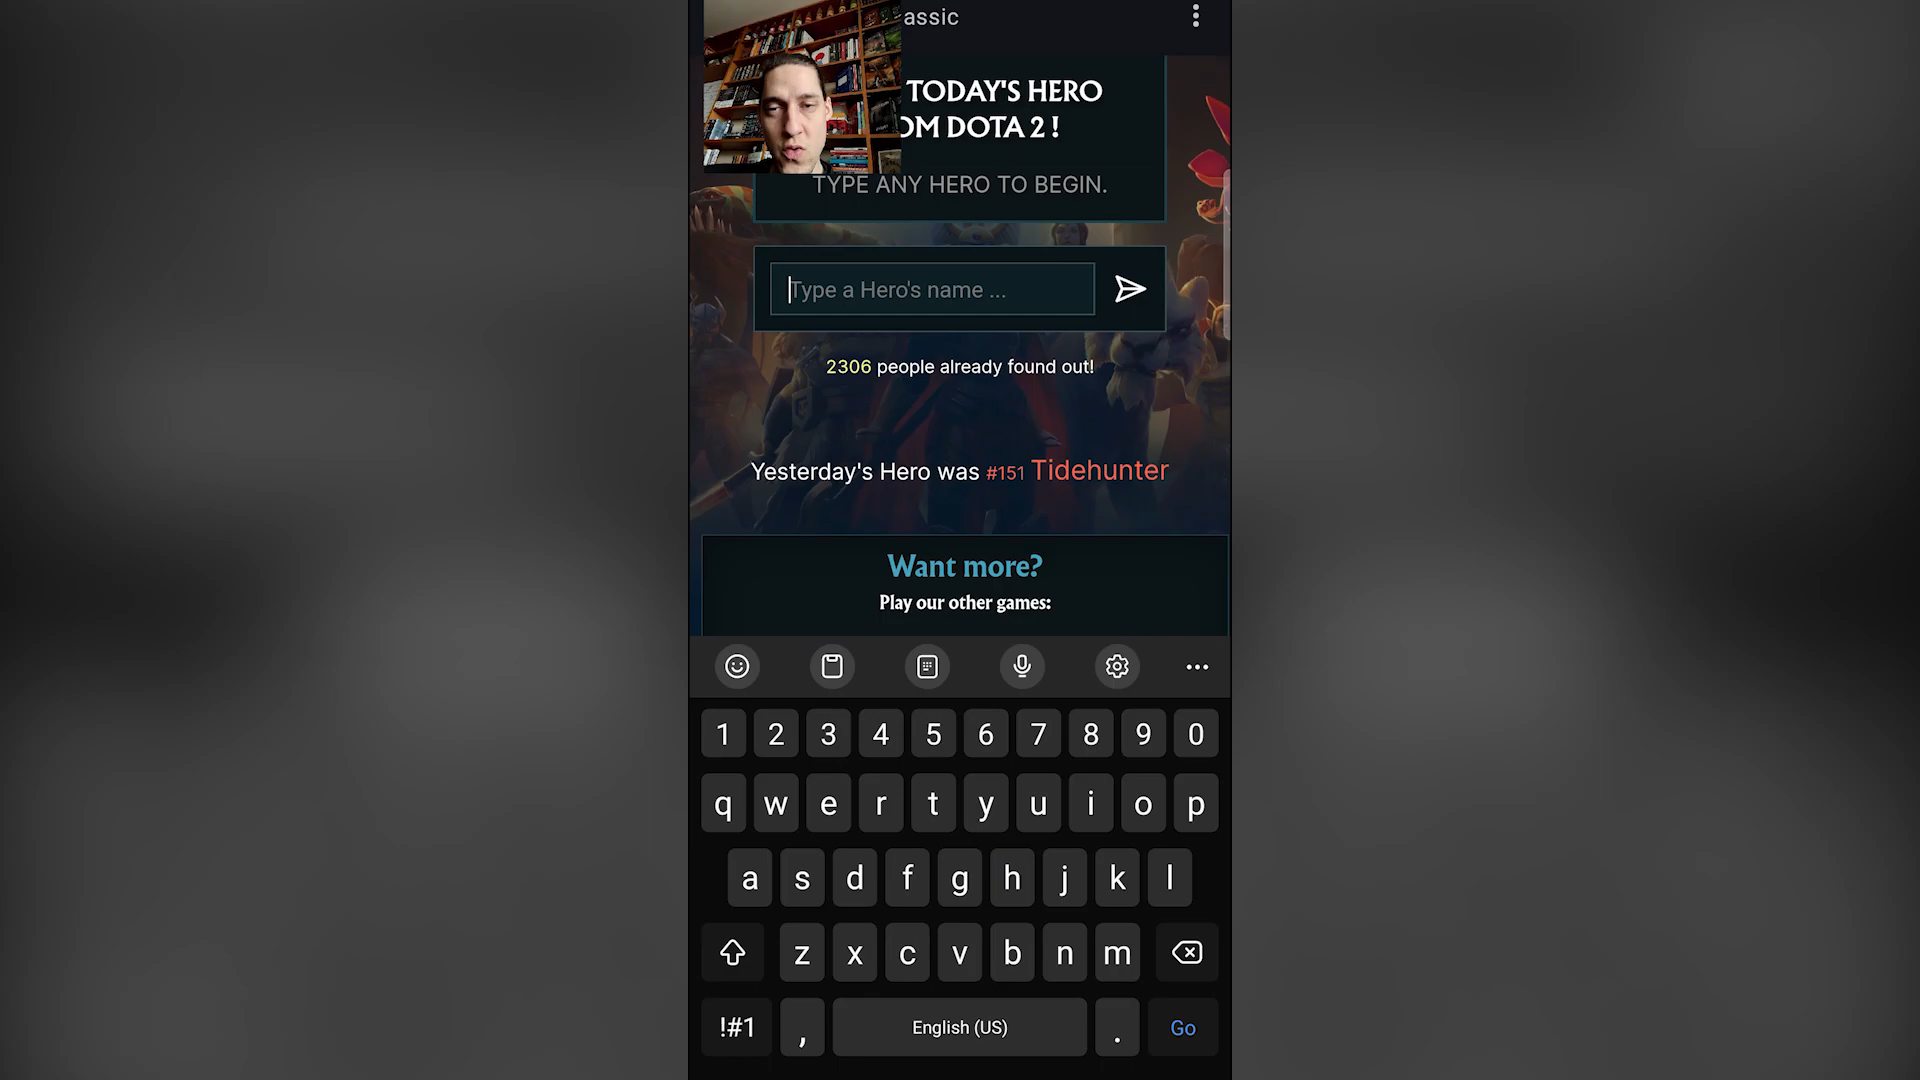 assic
TODAY'S HERO
OM DOTA 2 !
TYPE ANY HERO TO BEGIN.
Type a Hero's name ...
2306 people already found out!
Yesterday's Hero was #151 Tidehunter
Want more?
Play our other games:
1 2 3 4 5 6 7 8 9 0
q w e r t y u i o p
a s d f g h j k l
z x c v b n m
!#1 , English (US) . Go